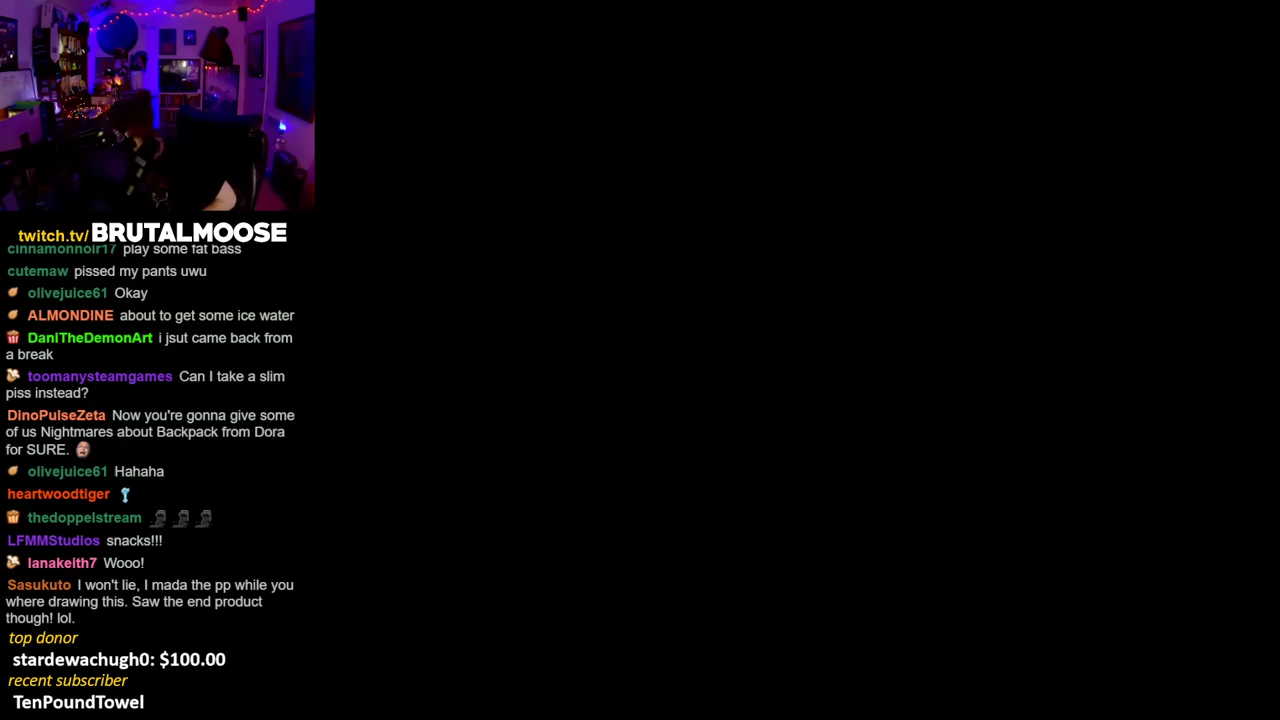 twitch.tv/BRUTALMOOSE
cinnamonnoir17 play some fat bass
cutemaw pissed my pants uwu
olivejuice61 Okay
ALMONDINE about to get some ice water
DaniTheDemonArt i jsut came back from
a break
toomanysteamgames Can I take a slim
piss instead?
DinoPulseZeta Now you're gonna give some
of us Nightmares about Backpack from Dora
for SURE.
olivejuice61 Hahaha
heartwoodtiger
thedoppelstream
LFMMStudios snacks!!!
lanakeith7 Wooo!
Sasukuto I won't lie, I mada the pp while you
where drawing this. Saw the end product
though! lol.
top donor
stardewachugh0: $100.00
recent subscriber
TenPoundTowel